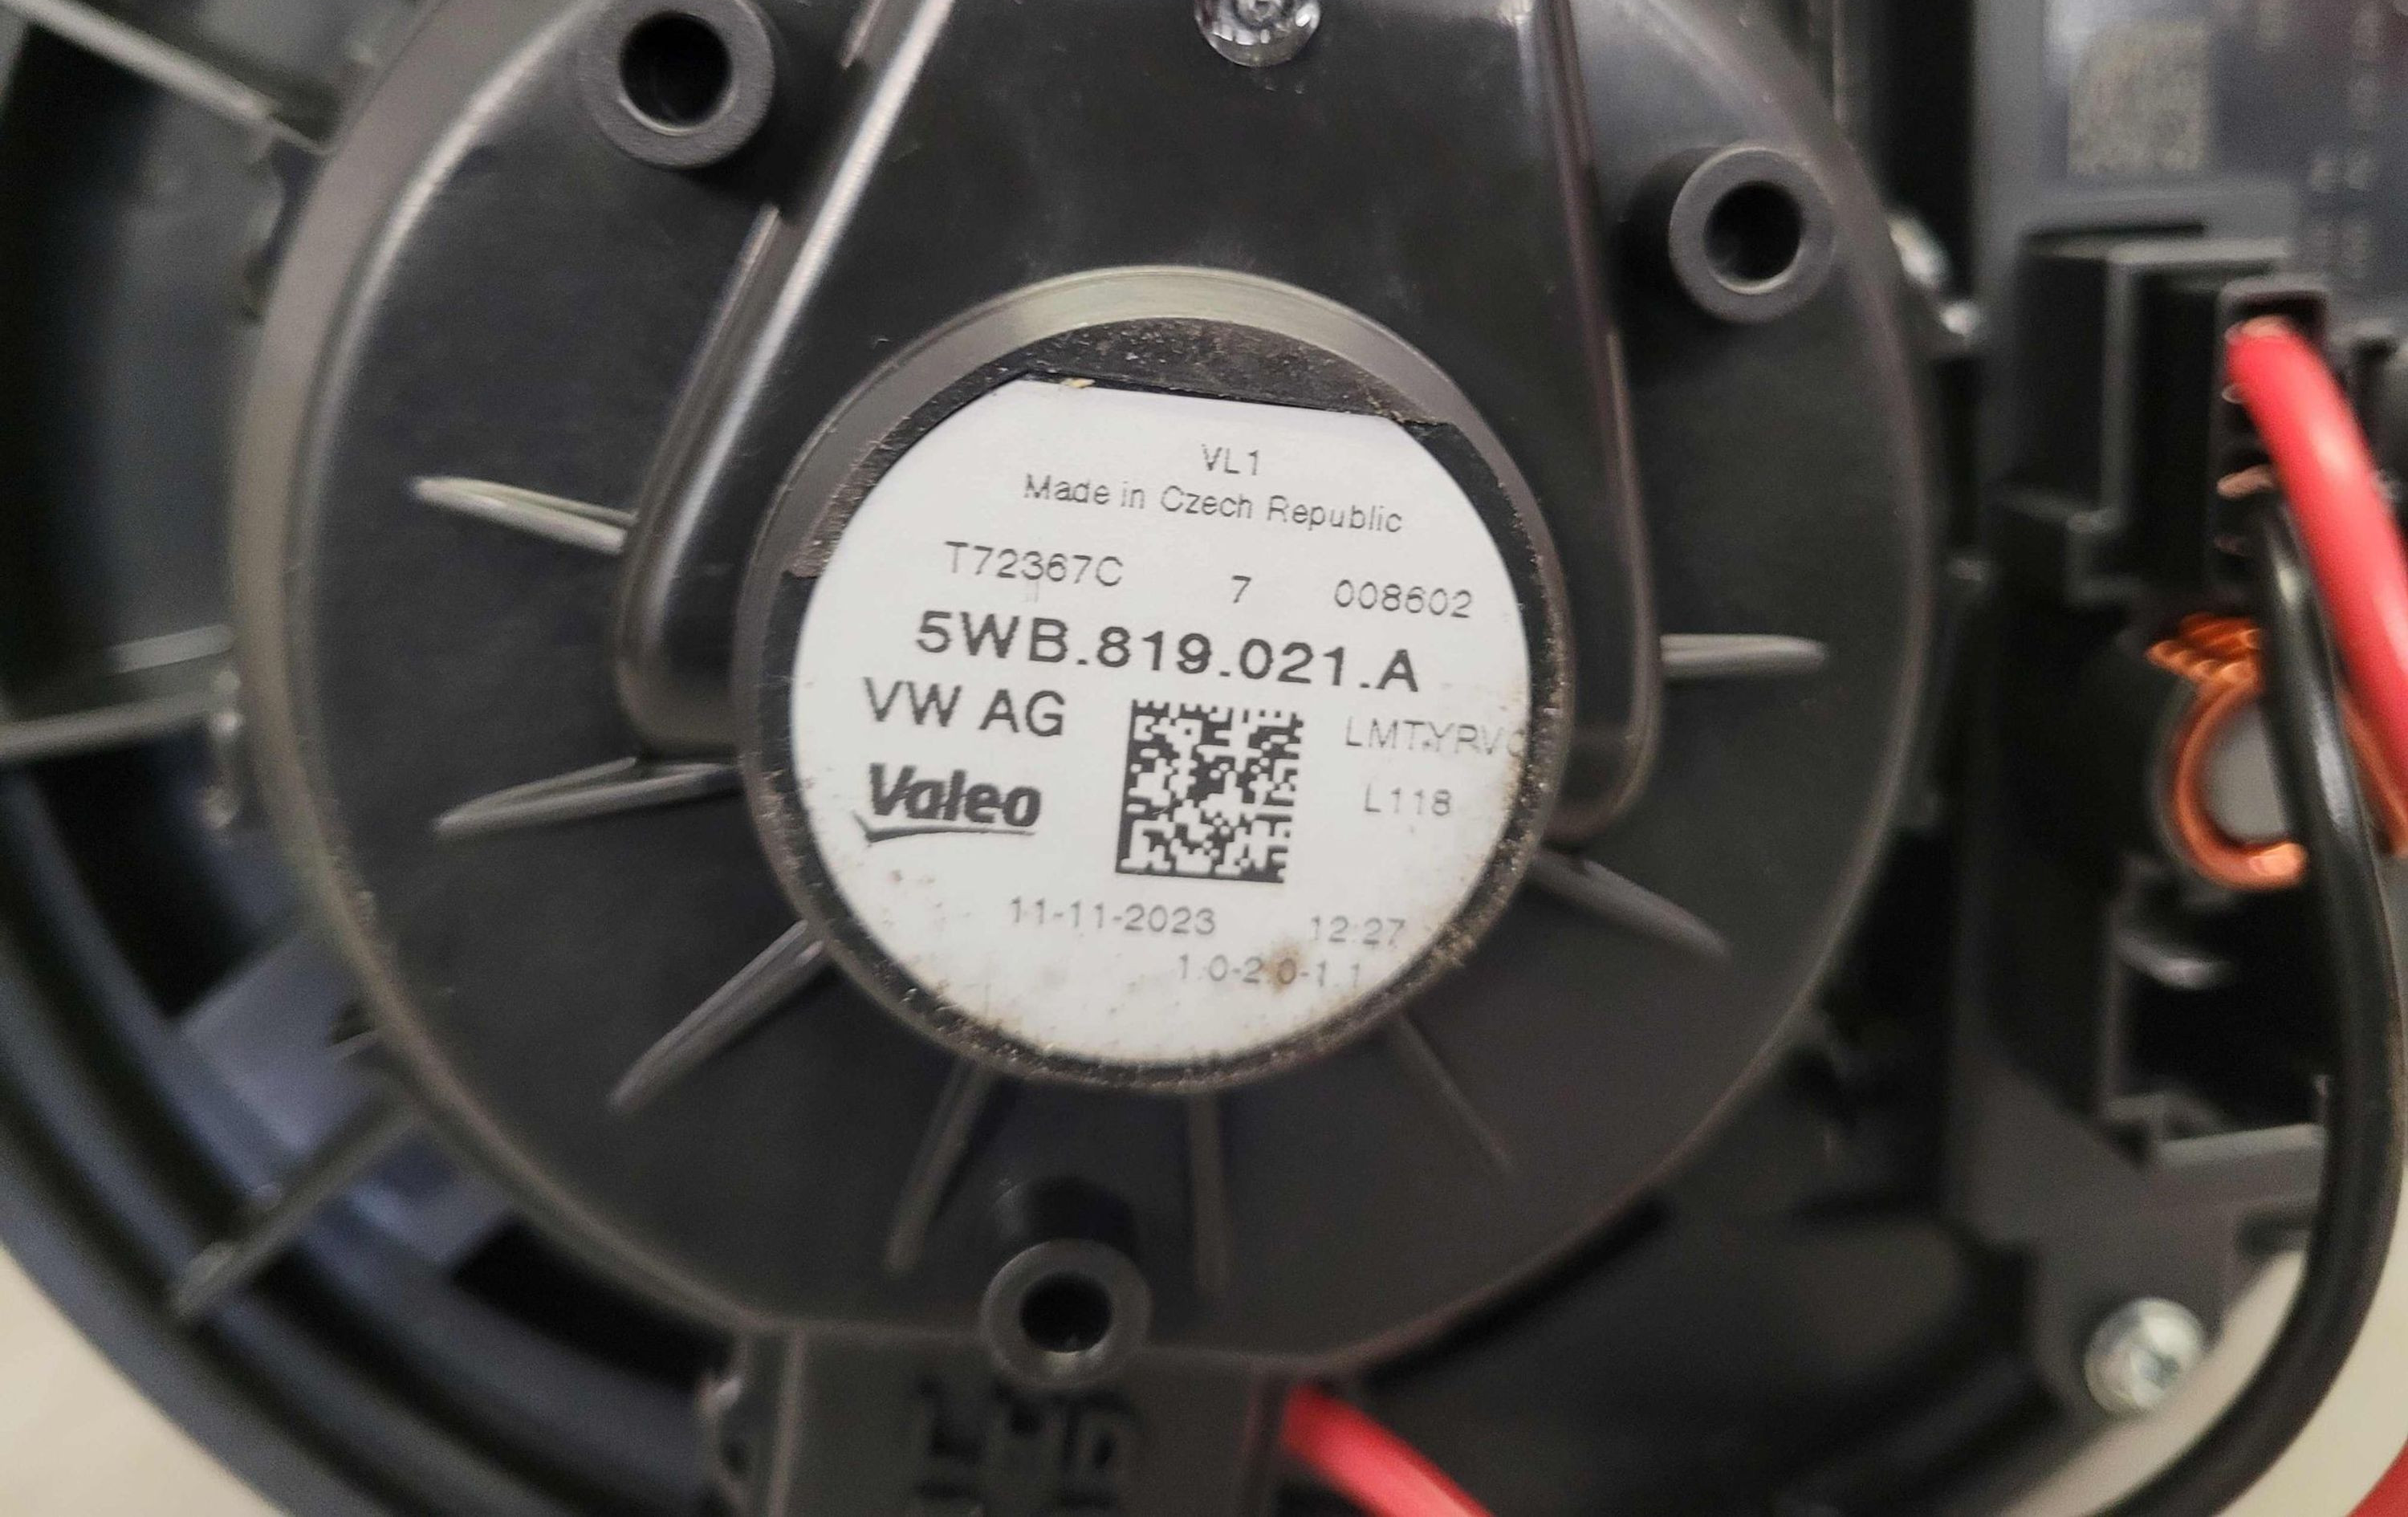 VL1
Made in Czech Republic
T72367C 7 008602
5WB.819.021.A
VW AG
Valeo
L118
11-11-2023 12:27
1.0-2.0-1.1